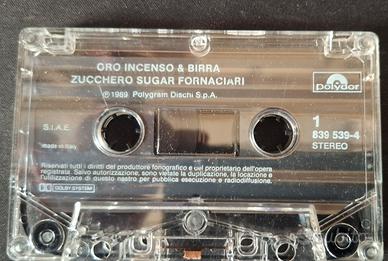 ORO INCENSO & BIRRA
ZUCCHERO SUGAR FORNACIARI
℗ 1989 Polygram Dischi S.p.A.
polydor
S.I.A.E.
made in Italy
1
839 539-4
STEREO
Riservati tutti i diritti del produttore fonografico e del proprietario dell'opera
registrata. Salvo autorizzazione, sono vietate la duplicazione, la locazione e
l'utilizzazione di questo nastro per pubblica esecuzione e radiodiffusione.
DOLBY SYSTEM